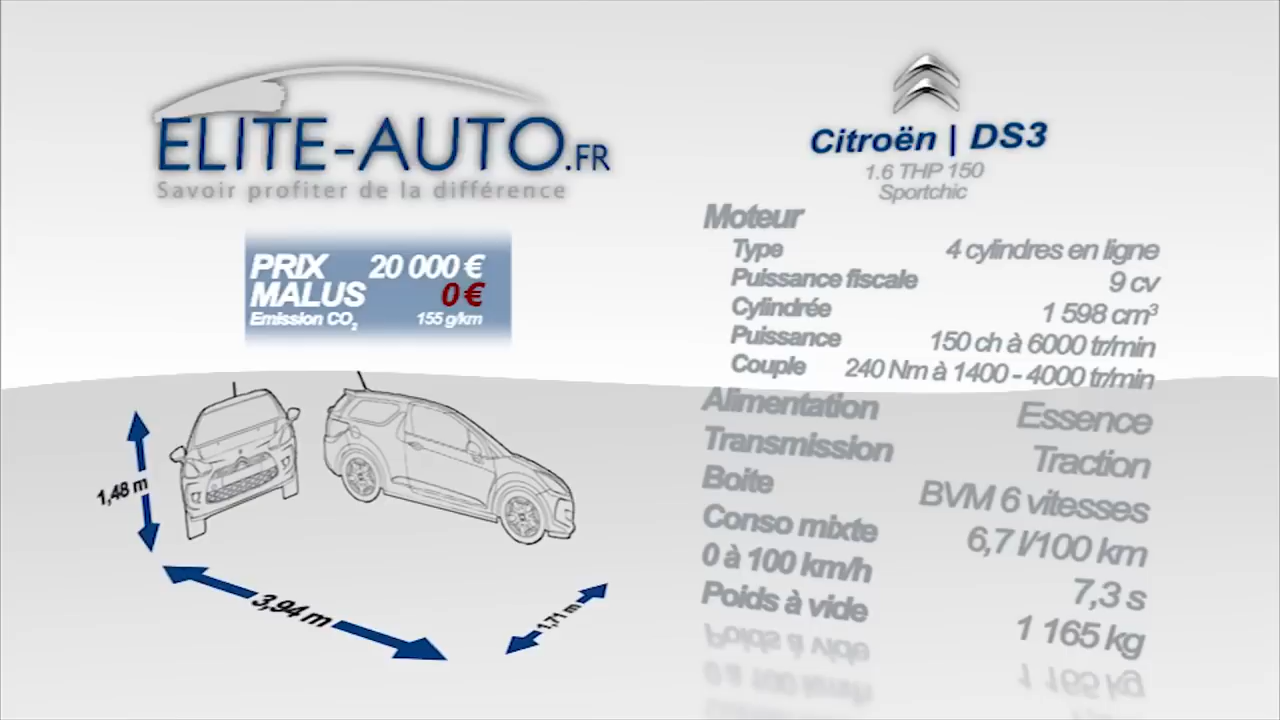 ELITE-AUTO.FR
Savoir profiter de la différence
PRIX 20 000 €
MALUS 0 €
Emission CO₂ 155 g/km
1,48 m
3,94 m
1,71 m
Citroën | DS3
1.6 THP 150
Sportchic
Moteur
Type 4 cylindres en ligne
Puissance fiscale 9 cv
Cylindrée 1 598 cm³
Puissance 150 ch à 6000 tr/min
Couple 240 Nm à 1400 - 4000 tr/min
Alimentation Essence
Transmission Traction
Boite BVM 6 vitesses
Conso mixte 6,7 l/100 km
0 à 100 km/h 7,3 s
Poids à vide 1 165 kg